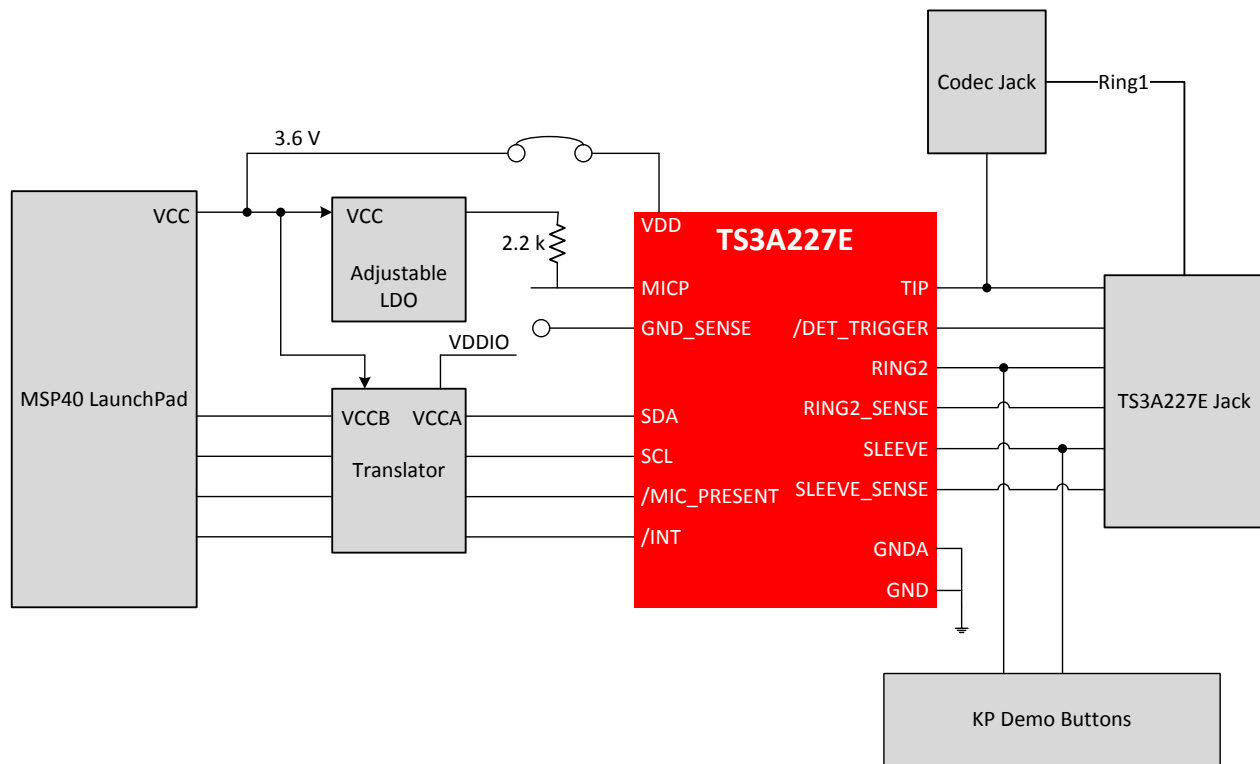 Codec Jack
Ring1
3.6 V
VCC
VCC
Adjustable
LDO
2.2 k
VDD
TS3A227E
MICP
GND_SENSE
VDDIO
MSP40 LaunchPad
VCCB
VCCA
Translator
SDA
SCL
/MIC_PRESENT
/INT
TIP
/DET_TRIGGER
RING2
RING2_SENSE
SLEEVE
SLEEVE_SENSE
GNDA
GND
TS3A227E Jack
KP Demo Buttons